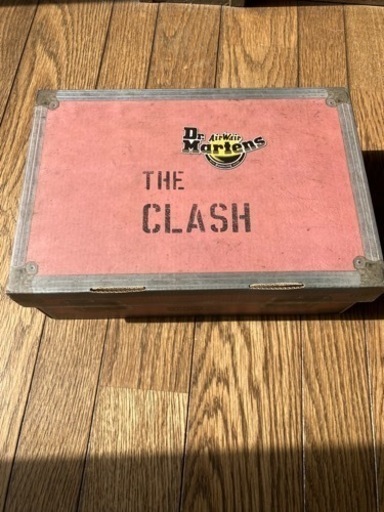 Dr. AirWair
Martens
THE
CLASH